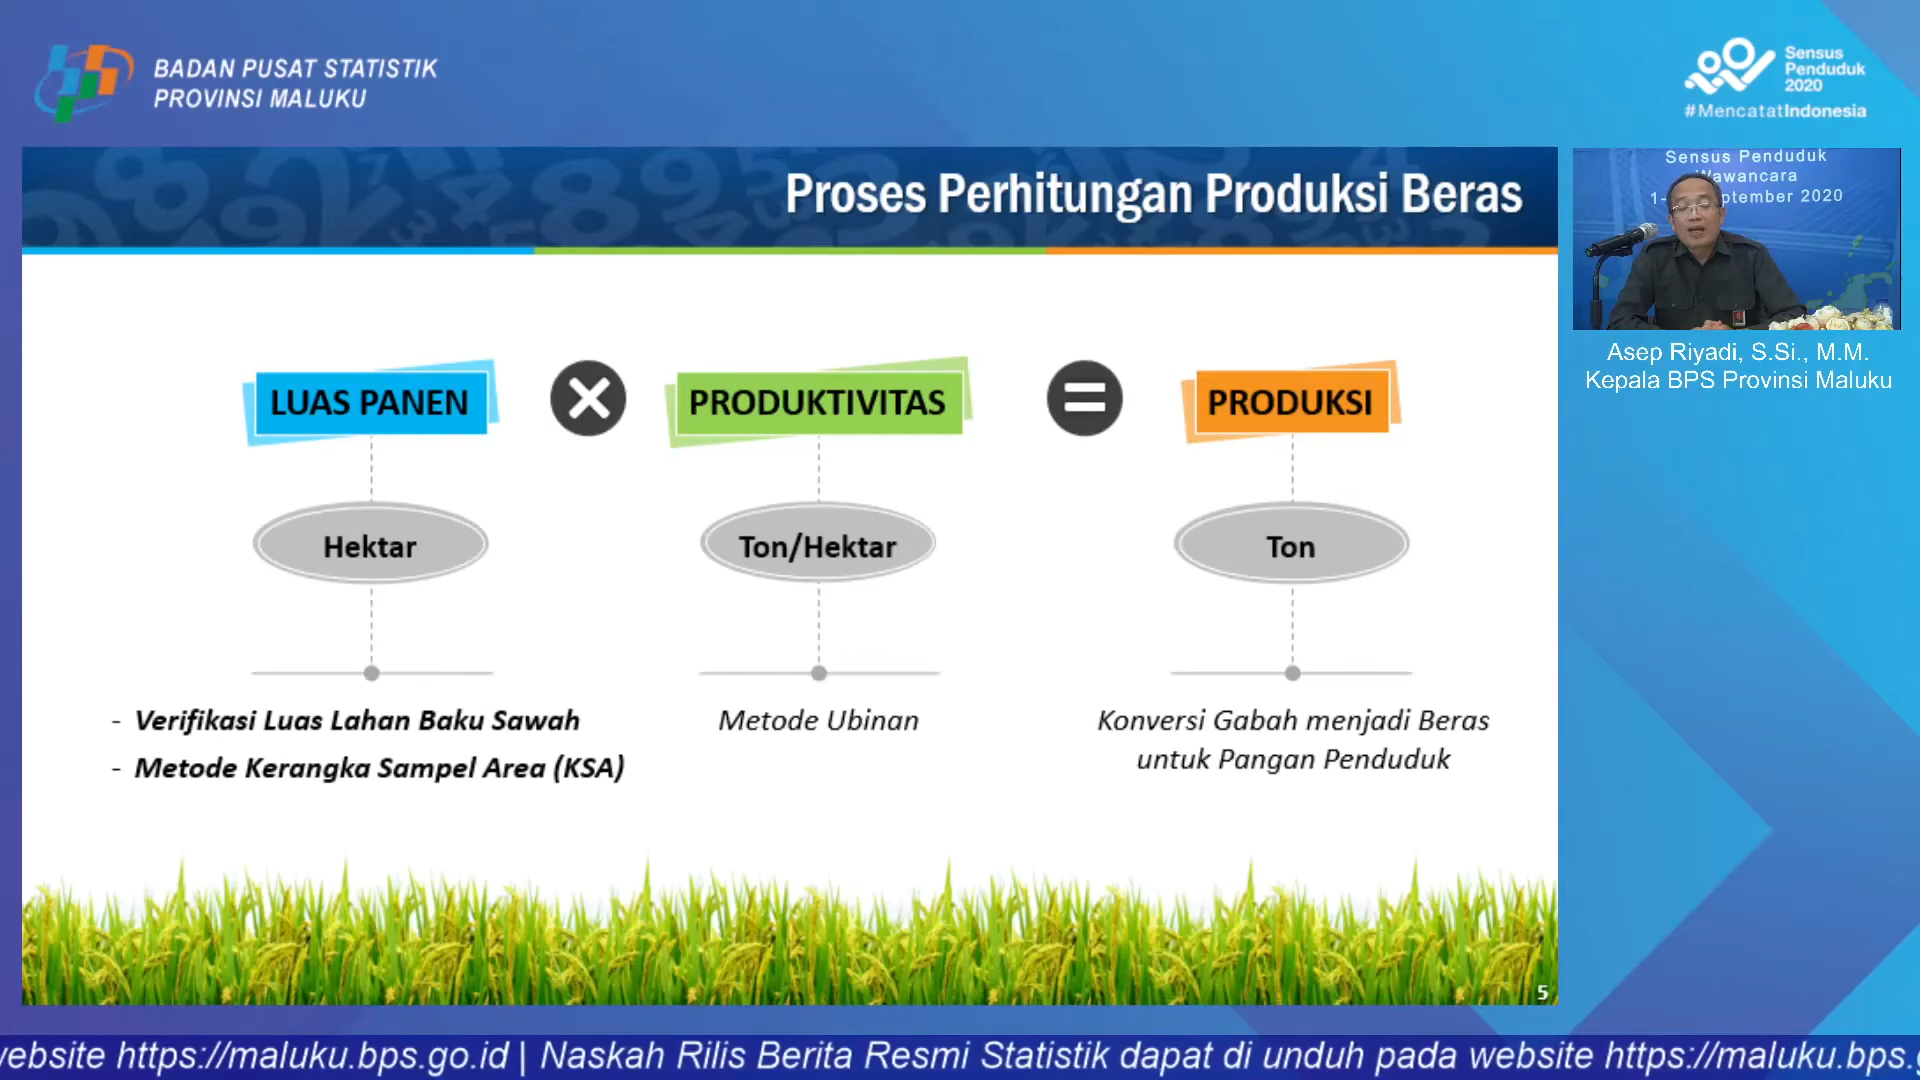 BADAN PUSAT STATISTIK
PROVINSI MALUKU
Sensus
Penduduk
2020
#MencatatIndonesia
Proses Perhitungan Produksi Beras
Sensus Penduduk
Wawancara
1- ptember 2020
Asep Riyadi, S.Si., M.M.
Kepala BPS Provinsi Maluku
LUAS PANEN
PRODUKTIVITAS
PRODUKSI
Hektar
Ton/Hektar
Ton
- Verifikasi Luas Lahan Baku Sawah
- Metode Kerangka Sampel Area (KSA)
Metode Ubinan
Konversi Gabah menjadi Beras
untuk Pangan Penduduk
5
website https://maluku.bps.go.id | Naskah Rilis Berita Resmi Statistik dapat di unduh pada website https://maluku.bps.g